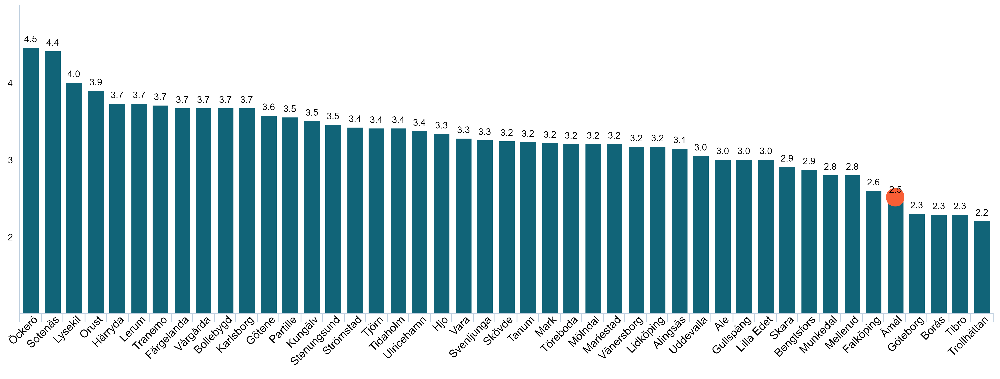 4.5 4.4 4.0 3.9 3.7 3.7 3.7 3.7 3.7 3.7 3.7 3.6 3.5 3.5 3.5 3.4 3.4 3.4 3.4 3.3 3.3 3.3 3.2 3.2 3.2 3.2 3.2 3.2 3.2 3.2 3.1 3.0 3.0 3.0 3.0 2.9 2.9 2.8 2.8 2.6 2.5 2.3 2.3 2.3 2.2
4
3
2
Öckerö
Sotenäs
Lysekil
Orust
Härryda
Lerum
Tranemo
Färgelanda
Vårgårda
Bollebygd
Karlsborg
Götene
Partille
Kungälv
Stenungsund
Strömstad
Tjörn
Tidaholm
Ulricehamn
Hjo
Vara
Svenljunga
Skövde
Tanum
Mark
Töreboda
Mölndal
Mariestad
Vänersborg
Lidköping
Alingsås
Uddevalla
Ale
Gullspång
Lilla Edet
Skara
Bengtsfors
Munkedal
Mellerud
Falköping
Åmål
Göteborg
Borås
Tibro
Trollhättan